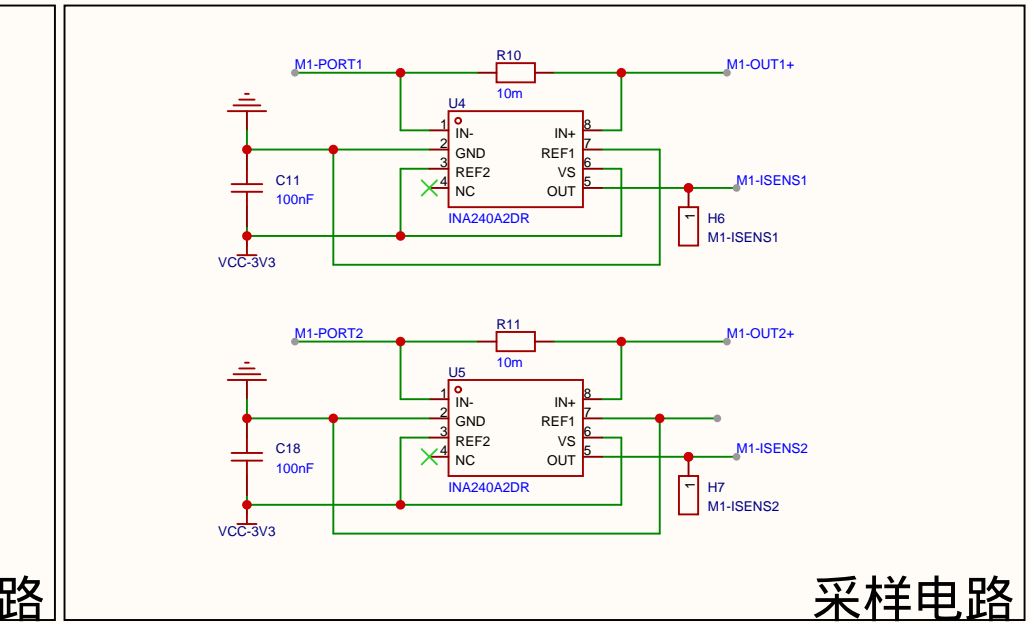 M1-PORT1
R10
10m
M1-OUT1+
U4
1
IN-
IN+
8
2
GND
REF1
7
3
REF2
VS
6
4
NC
OUT
5
INA240A2DR
C11
100nF
VCC-3V3
M1-ISENS1
1
H6
M1-ISENS1
M1-PORT2
R11
10m
M1-OUT2+
U5
1
IN-
IN+
8
2
GND
REF1
7
3
REF2
VS
6
4
NC
OUT
5
INA240A2DR
C18
100nF
VCC-3V3
M1-ISENS2
1
H7
M1-ISENS2
路
采样电路